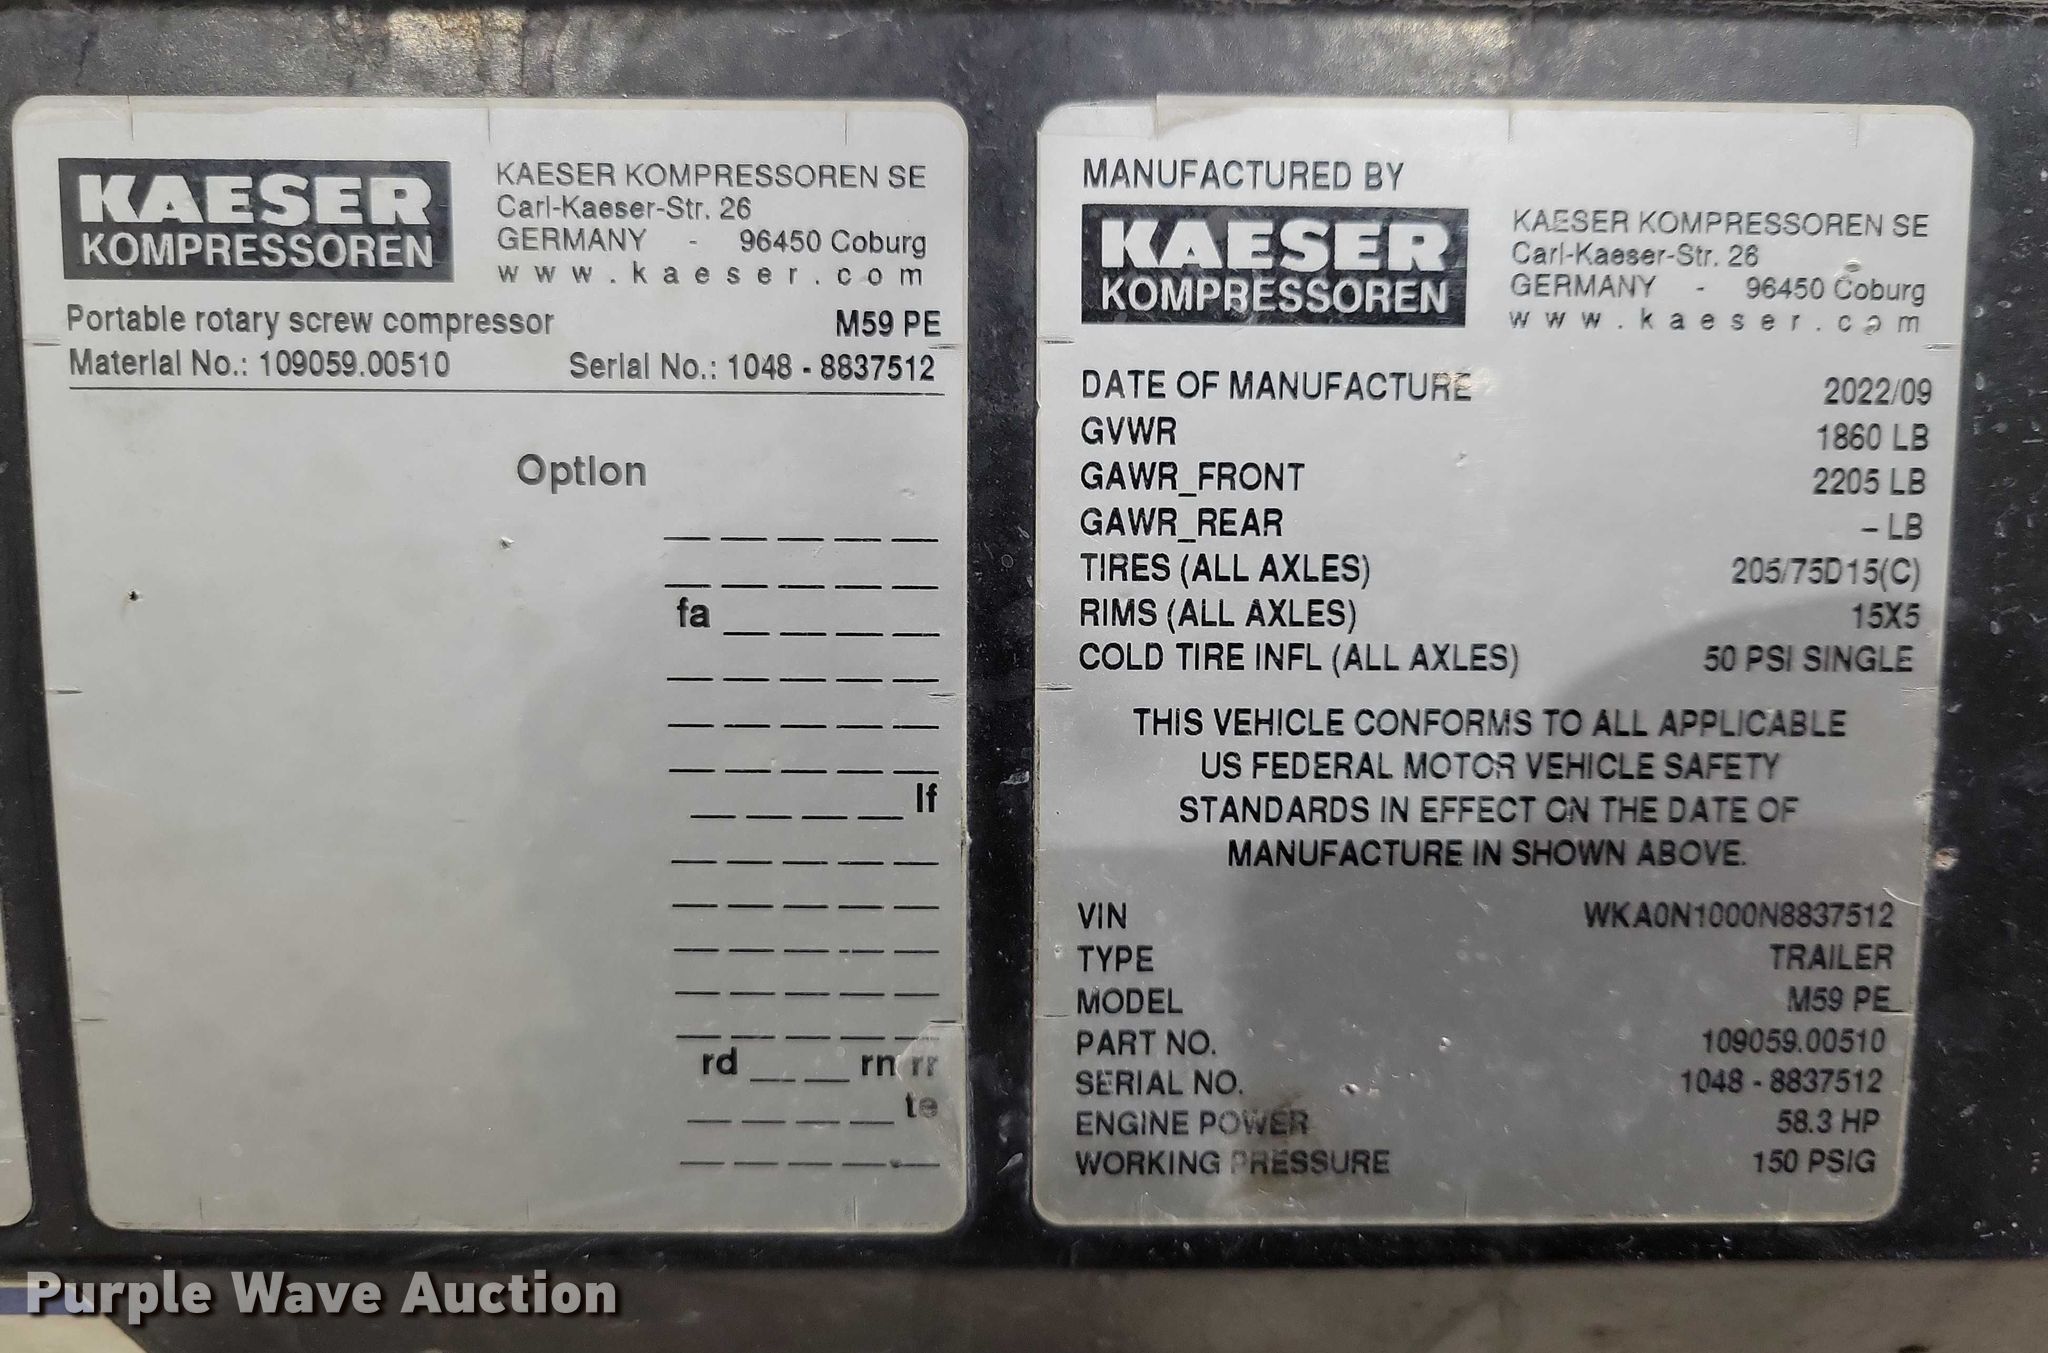 KAESER
KOMPRESSOREN
KAESER KOMPRESSOREN SE
Carl-Kaeser-Str. 26
GERMANY - 96450 Coburg
www.kaeser.com
Portable rotary screw compressor M59 PE
Material No.: 109059.00510 Serial No.: 1048 - 8837512
Option
_ _ _ _ _
_ _ _ _ _
fa _ _ _ _
_ _ _ _ _
_ _ _ _ _
_ _ _ _ _
_ _ _ _ lf
_ _ _ _ _
_ _ _ _ _
_ _ _ _ _
_ _ _ _ _
_ _ _ _ _
rd _ _ rn rr
_ _ _ _ te
_ _ _ _ _
MANUFACTURED BY
KAESER
KOMPRESSOREN
KAESER KOMPRESSOREN SE
Carl-Kaeser-Str. 26
GERMANY - 96450 Coburg
www.kaeser.com
DATE OF MANUFACTURE 2022/09
GVWR 1860 LB
GAWR_FRONT 2205 LB
GAWR_REAR – LB
TIRES (ALL AXLES) 205/75D15(C)
RIMS (ALL AXLES) 15X5
COLD TIRE INFL (ALL AXLES) 50 PSI SINGLE
THIS VEHICLE CONFORMS TO ALL APPLICABLE
US FEDERAL MOTOR VEHICLE SAFETY
STANDARDS IN EFFECT ON THE DATE OF
MANUFACTURE IN SHOWN ABOVE.
VIN WKA0N1000N8837512
TYPE TRAILER
MODEL M59 PE
PART NO. 109059.00510
SERIAL NO. 1048 - 8837512
ENGINE POWER 58.3 HP
WORKING PRESSURE 150 PSIG
Purple Wave Auction